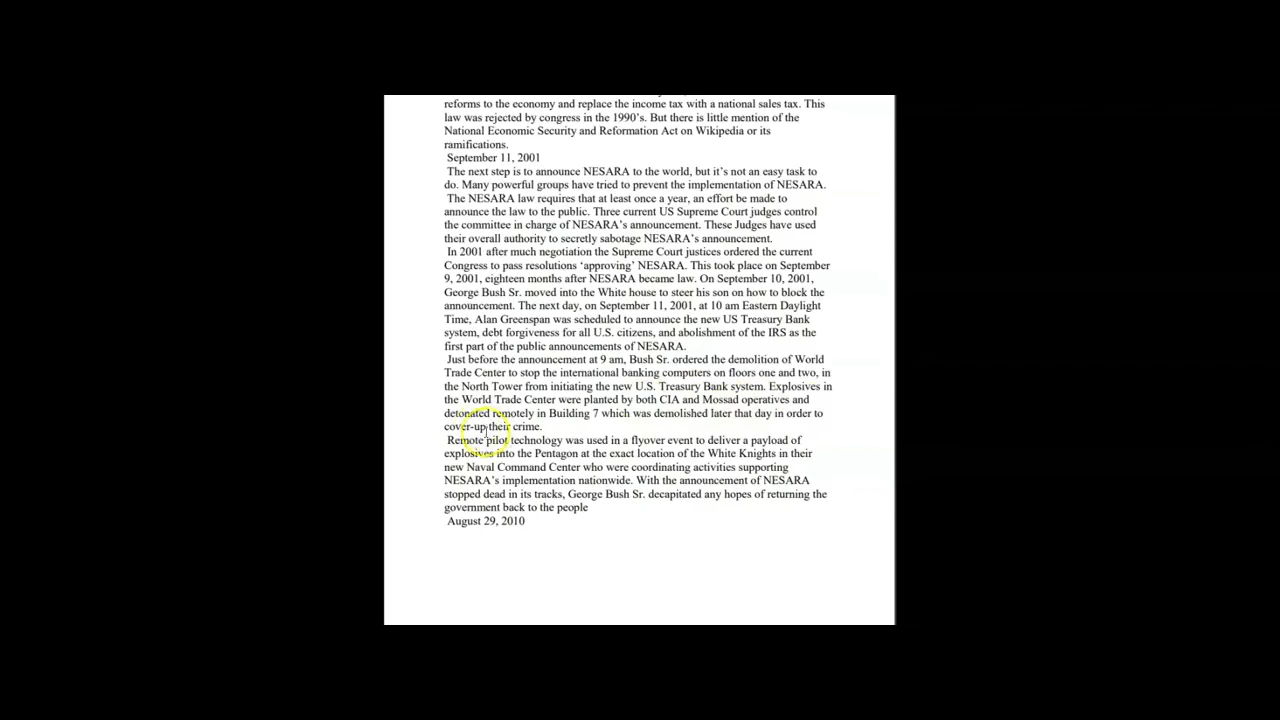 reforms to the economy and replace the income tax with a national sales tax. This
law was rejected by congress in the 1990's. But there is little mention of the
National Economic Security and Reformation Act on Wikipedia or its
ramifications.
September 11, 2001
The next step is to announce NESARA to the world, but it's not an easy task to
do. Many powerful groups have tried to prevent the implementation of NESARA.
The NESARA law requires that at least once a year, an effort be made to
announce the law to the public. Three current US Supreme Court judges control
the committee in charge of NESARA's announcement. These Judges have used
their overall authority to secretly sabotage NESARA's announcement.
In 2001 after much negotiation the Supreme Court justices ordered the current
Congress to pass resolutions ‘approving’ NESARA. This took place on September
9, 2001, eighteen months after NESARA became law. On September 10, 2001,
George Bush Sr. moved into the White house to steer his son on how to block the
announcement. The next day, on September 11, 2001, at 10 am Eastern Daylight
Time, Alan Greenspan was scheduled to announce the new US Treasury Bank
system, debt forgiveness for all U.S. citizens, and abolishment of the IRS as the
first part of the public announcements of NESARA.
Just before the announcement at 9 am, Bush Sr. ordered the demolition of World
Trade Center to stop the international banking computers on floors one and two, in
the North Tower from initiating the new U.S. Treasury Bank system. Explosives in
the World Trade Center were planted by both CIA and Mossad operatives and
detonated remotely in Building 7 which was demolished later that day in order to
cover-up their crime.
Remote pilot technology was used in a flyover event to deliver a payload of
explosives into the Pentagon at the exact location of the White Knights in their
new Naval Command Center who were coordinating activities supporting
NESARA's implementation nationwide. With the announcement of NESARA
stopped dead in its tracks, George Bush Sr. decapitated any hopes of returning the
government back to the people
August 29, 2010